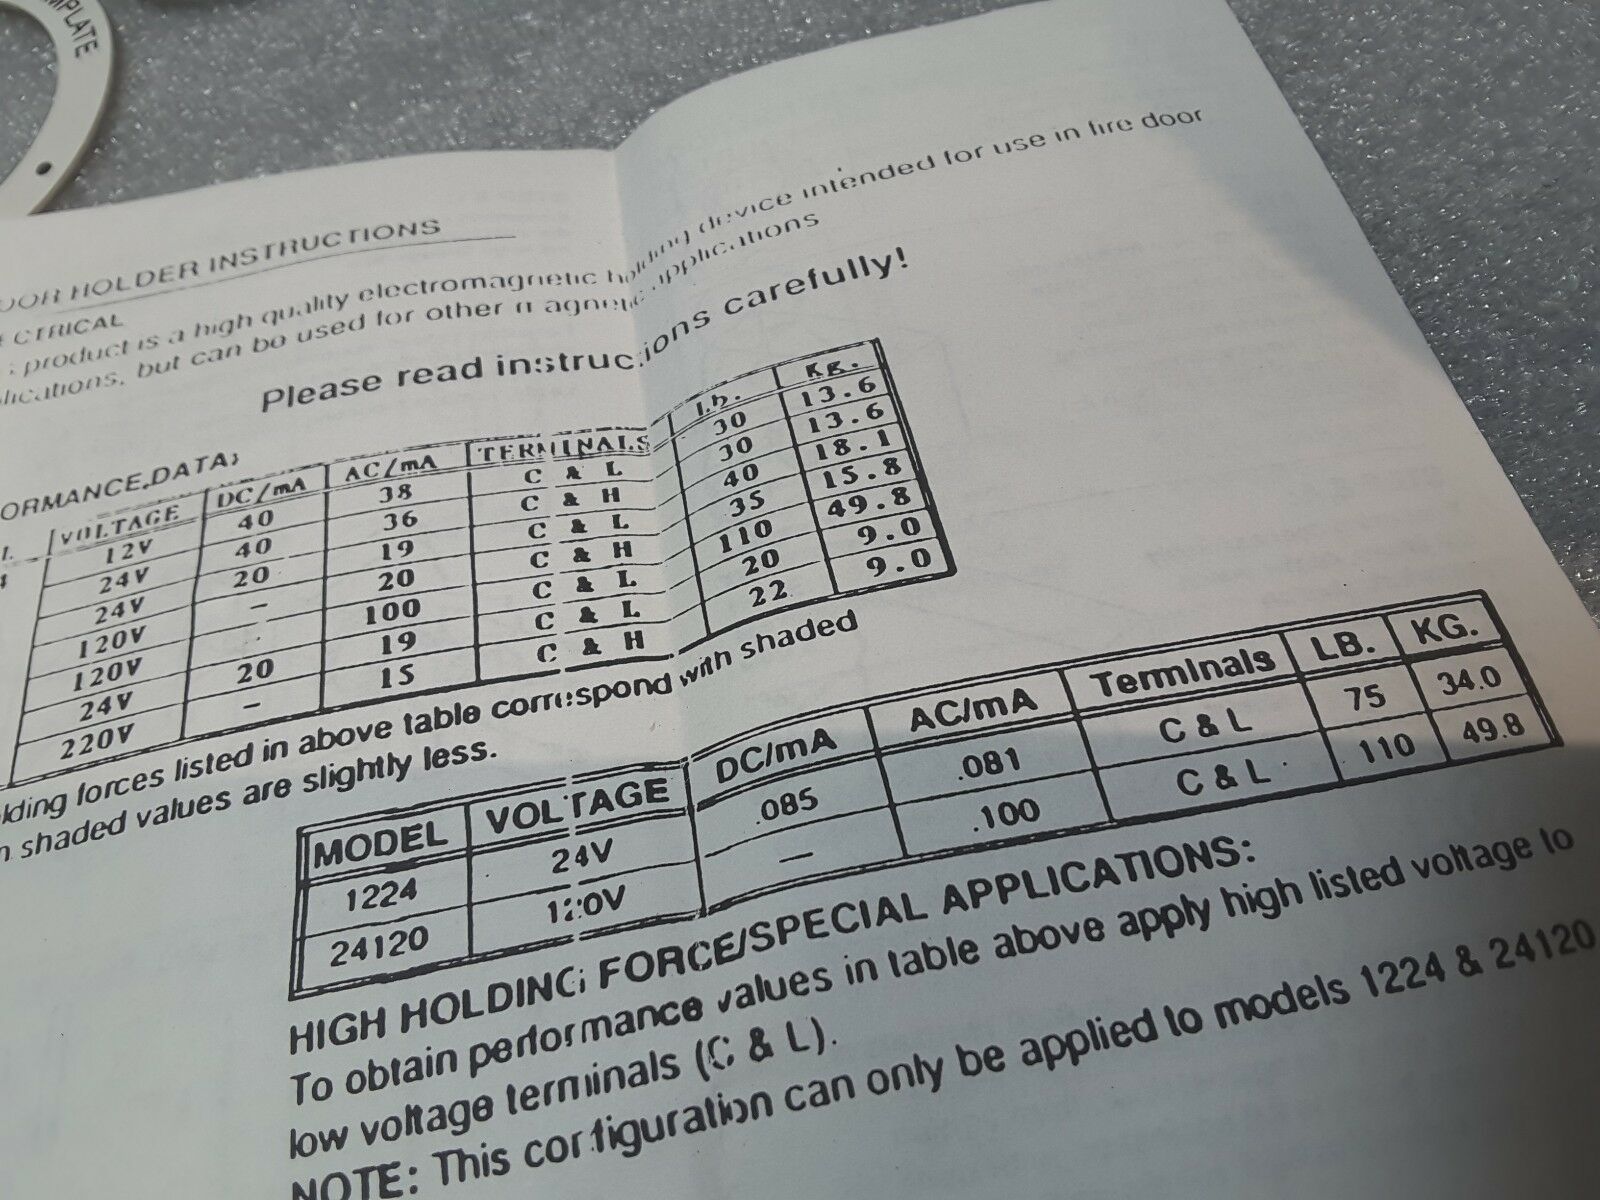 TEMPLATE
HOLDER INSTRUCTIONS
product is a high quality electromagnetic holding device intended for use in fire door
but can be used for other magnetic applications
Please read instructions carefully!
DATA
VOLTAGE DC/mA AC/mA TERMINALS Lb. Kg.
12V 40 38 C & L 30 13.6
24V 40 36 C & H 30 13.6
24V 20 19 C & L 40 18.1
120V – 20 C & H 35 15.8
120V - 100 C & L 110 49.8
24V 20 19 C & L 20 9.0
220V – 15 C & H 22 9.0
forces listed in above table correspond with shaded
shaded values are slightly less.
MODEL VOLTAGE DC/mA AC/mA Terminals LB. KG.
1224 24V .085 .081 C & L 75 34.0
24120 120V — .100 C & L 110 49.8
HIGH HOLDING FORCE/SPECIAL APPLICATIONS:
To obtain performance values in table above apply high listed voltage to
low voltage terminals (C & L).
NOTE: This configuration can only be applied to models 1224 & 24120